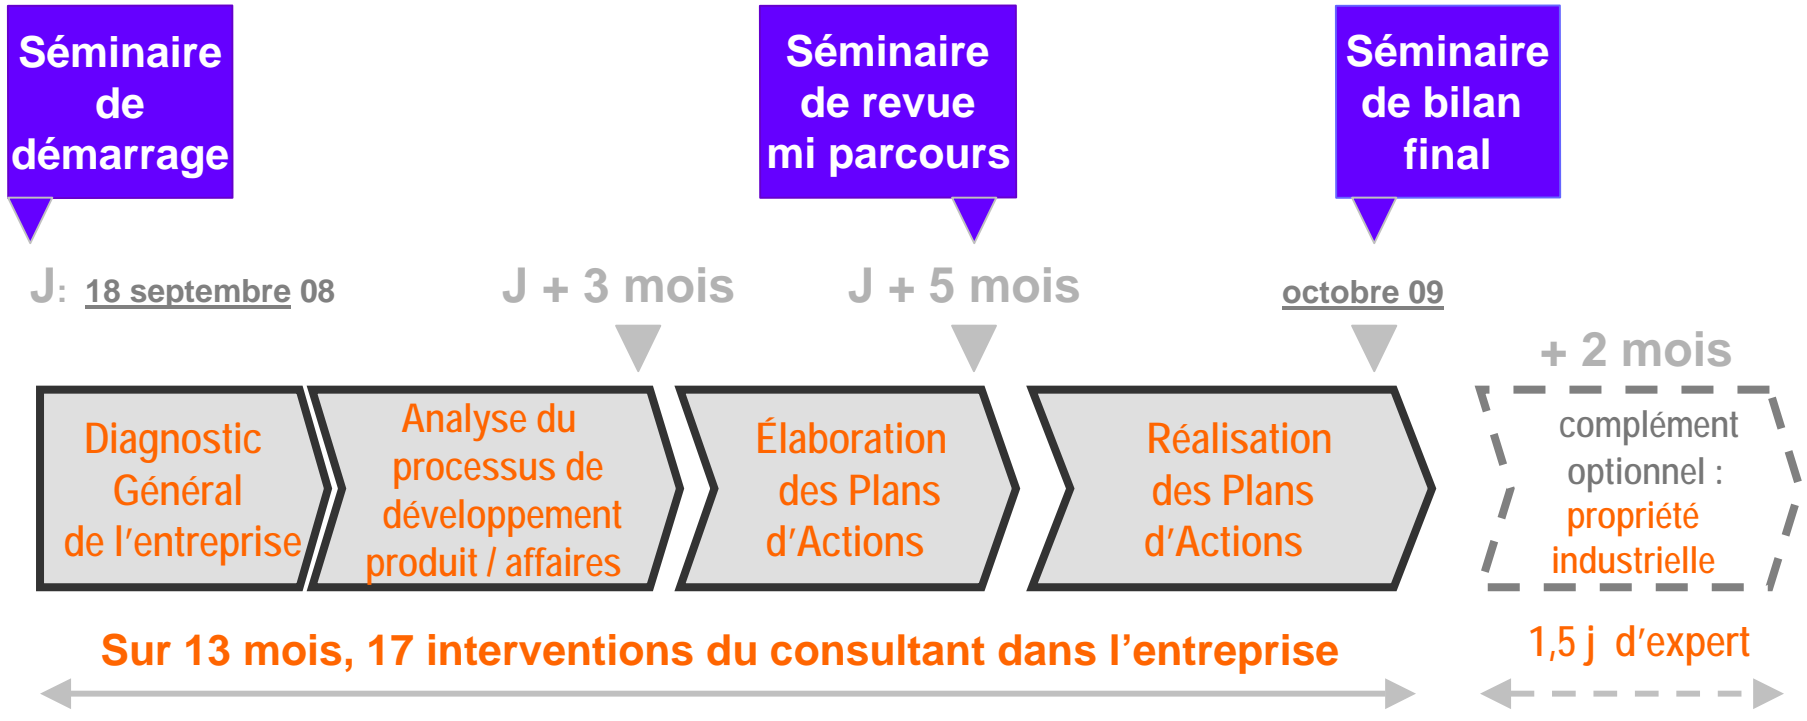 Séminaire
de
démarrage
Séminaire
de revue
mi parcours
Séminaire
de bilan
final
J: 18 septembre 08
J + 3 mois
J + 5 mois
octobre 09
+ 2 mois
Diagnostic
Général
de l’entreprise
Analyse du
processus de
développement
produit / affaires
Élaboration
des Plans
d’Actions
Réalisation
des Plans
d’Actions
complément
optionnel :
propriété
industrielle
Sur 13 mois, 17 interventions du consultant dans l’entreprise
1,5 j d’expert